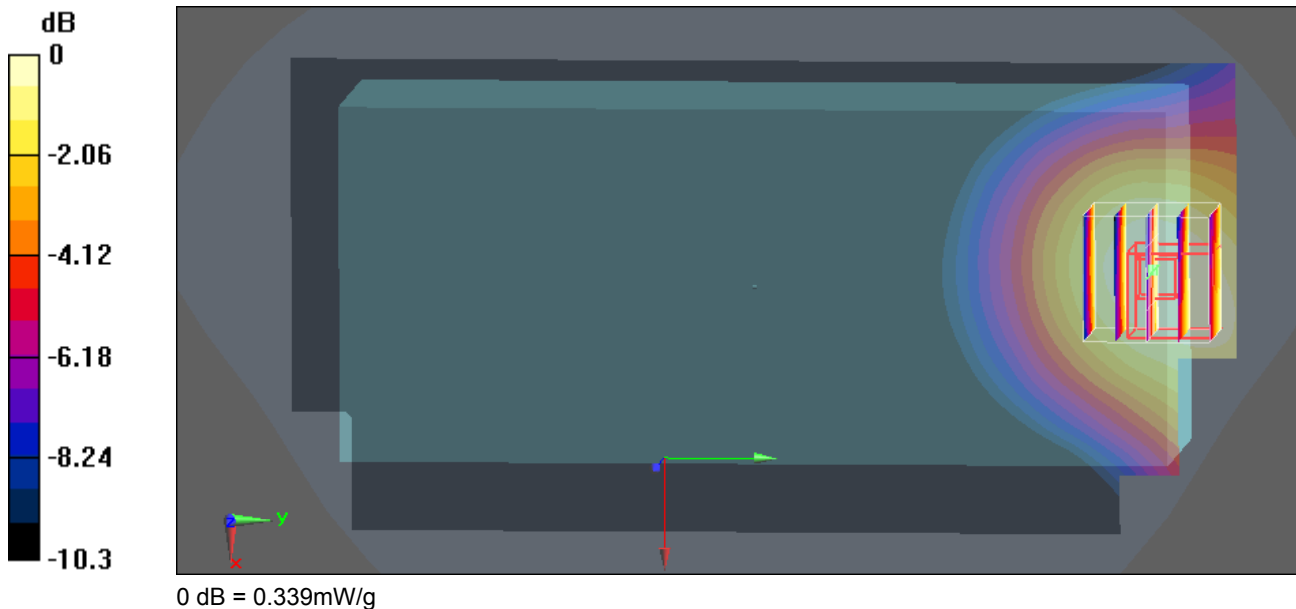 dB
0
-2.06
-4.12
-6.18
-8.24
-10.3
z
y
x
0 dB = 0.339mW/g